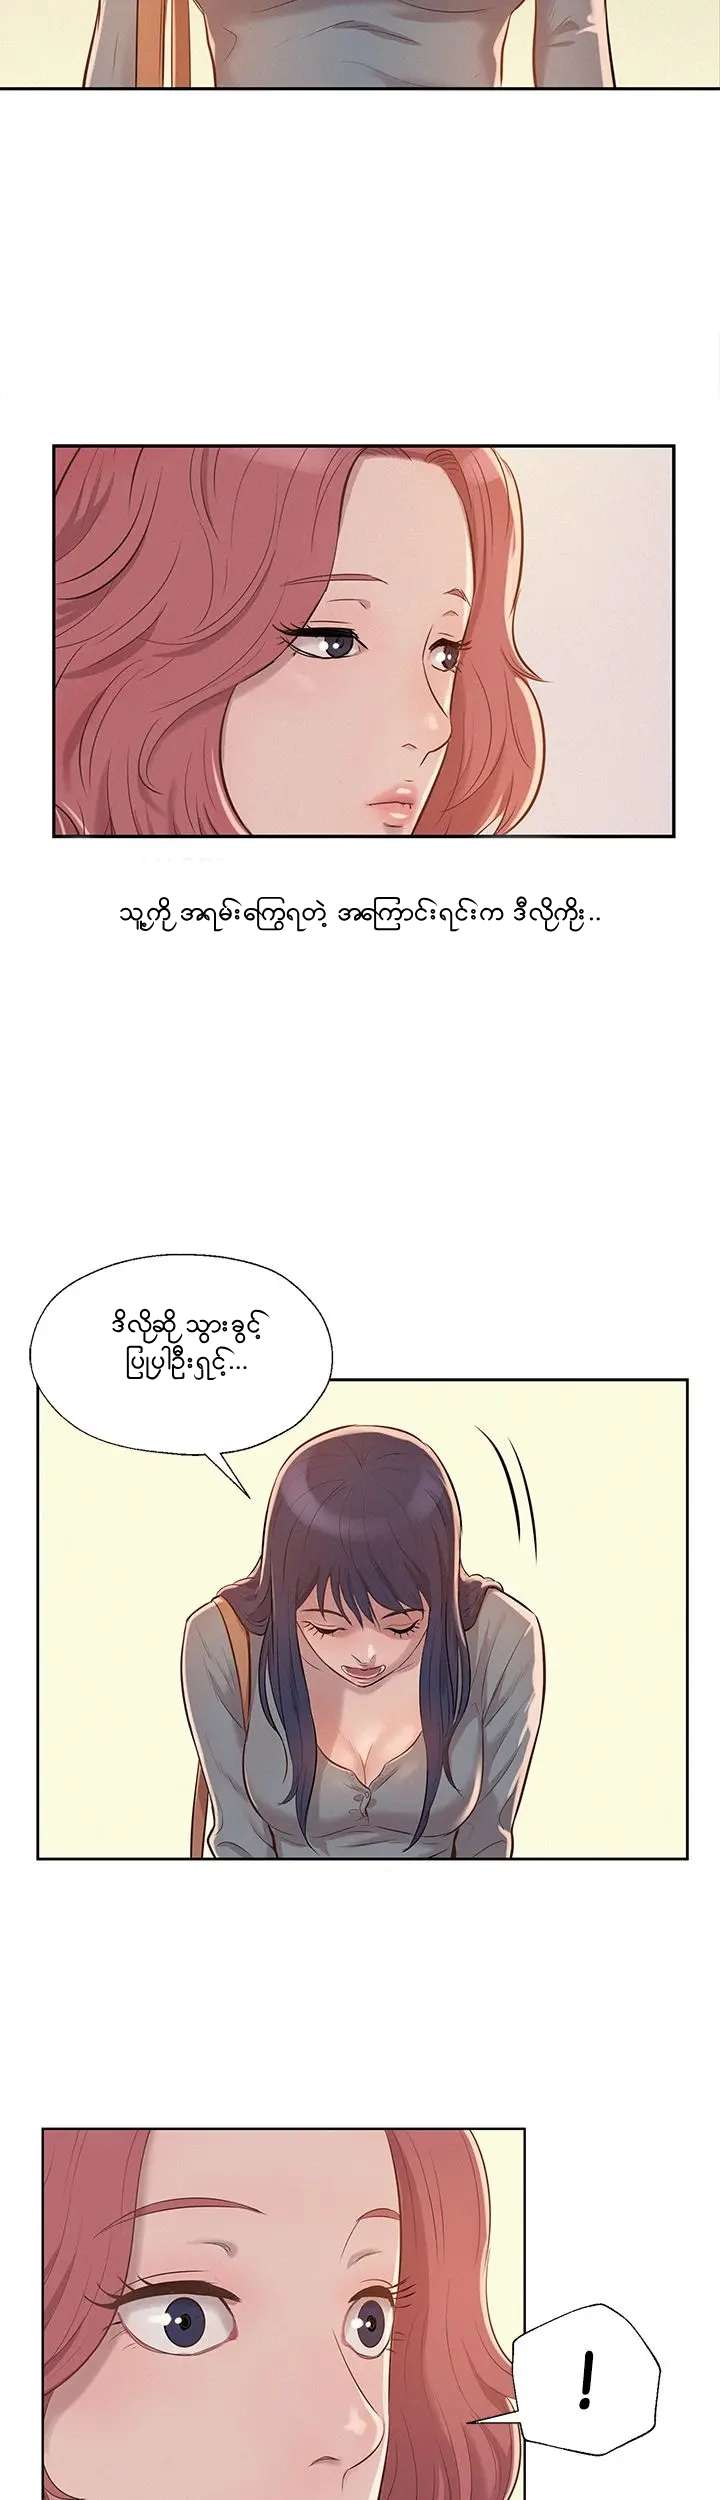 သူ့ကို အရမ်းကြွေရတဲ့ အကြောင်းရင်းက ဒီလိုကိုး..
ဒီလိုဆို သွားခွင့်
ပြုပါဦးရှင့်...
!